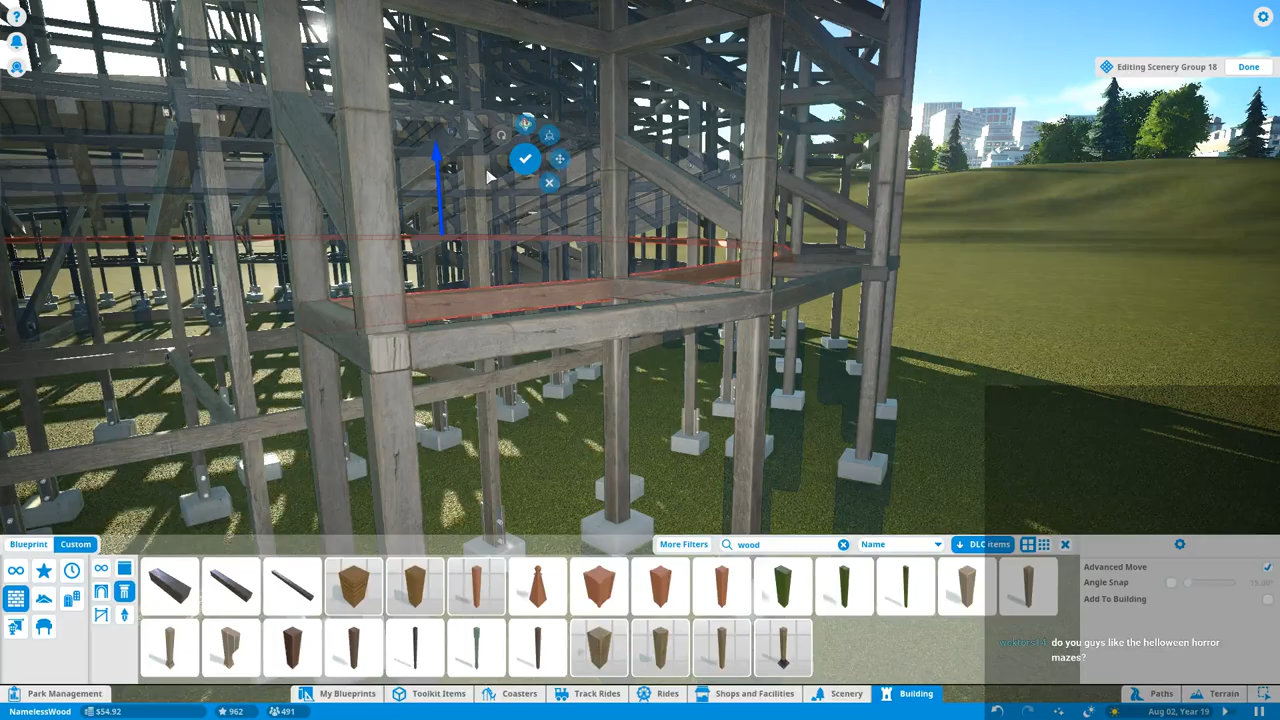 Editing Scenery Group 18
Done
Blueprint
Custom
More Filters
wood
Name
DLC items
Advanced Move
Angle Snap
15.00°
Add To Building
do you guys like the helloween horror
mazes?
Park Management
My Blueprints
Toolkit Items
Coasters
Track Rides
Rides
Shops and Facilities
Scenery
Building
Paths
Terrain
NamelessWood
$54.92
962
491
Aug 02, Year 19